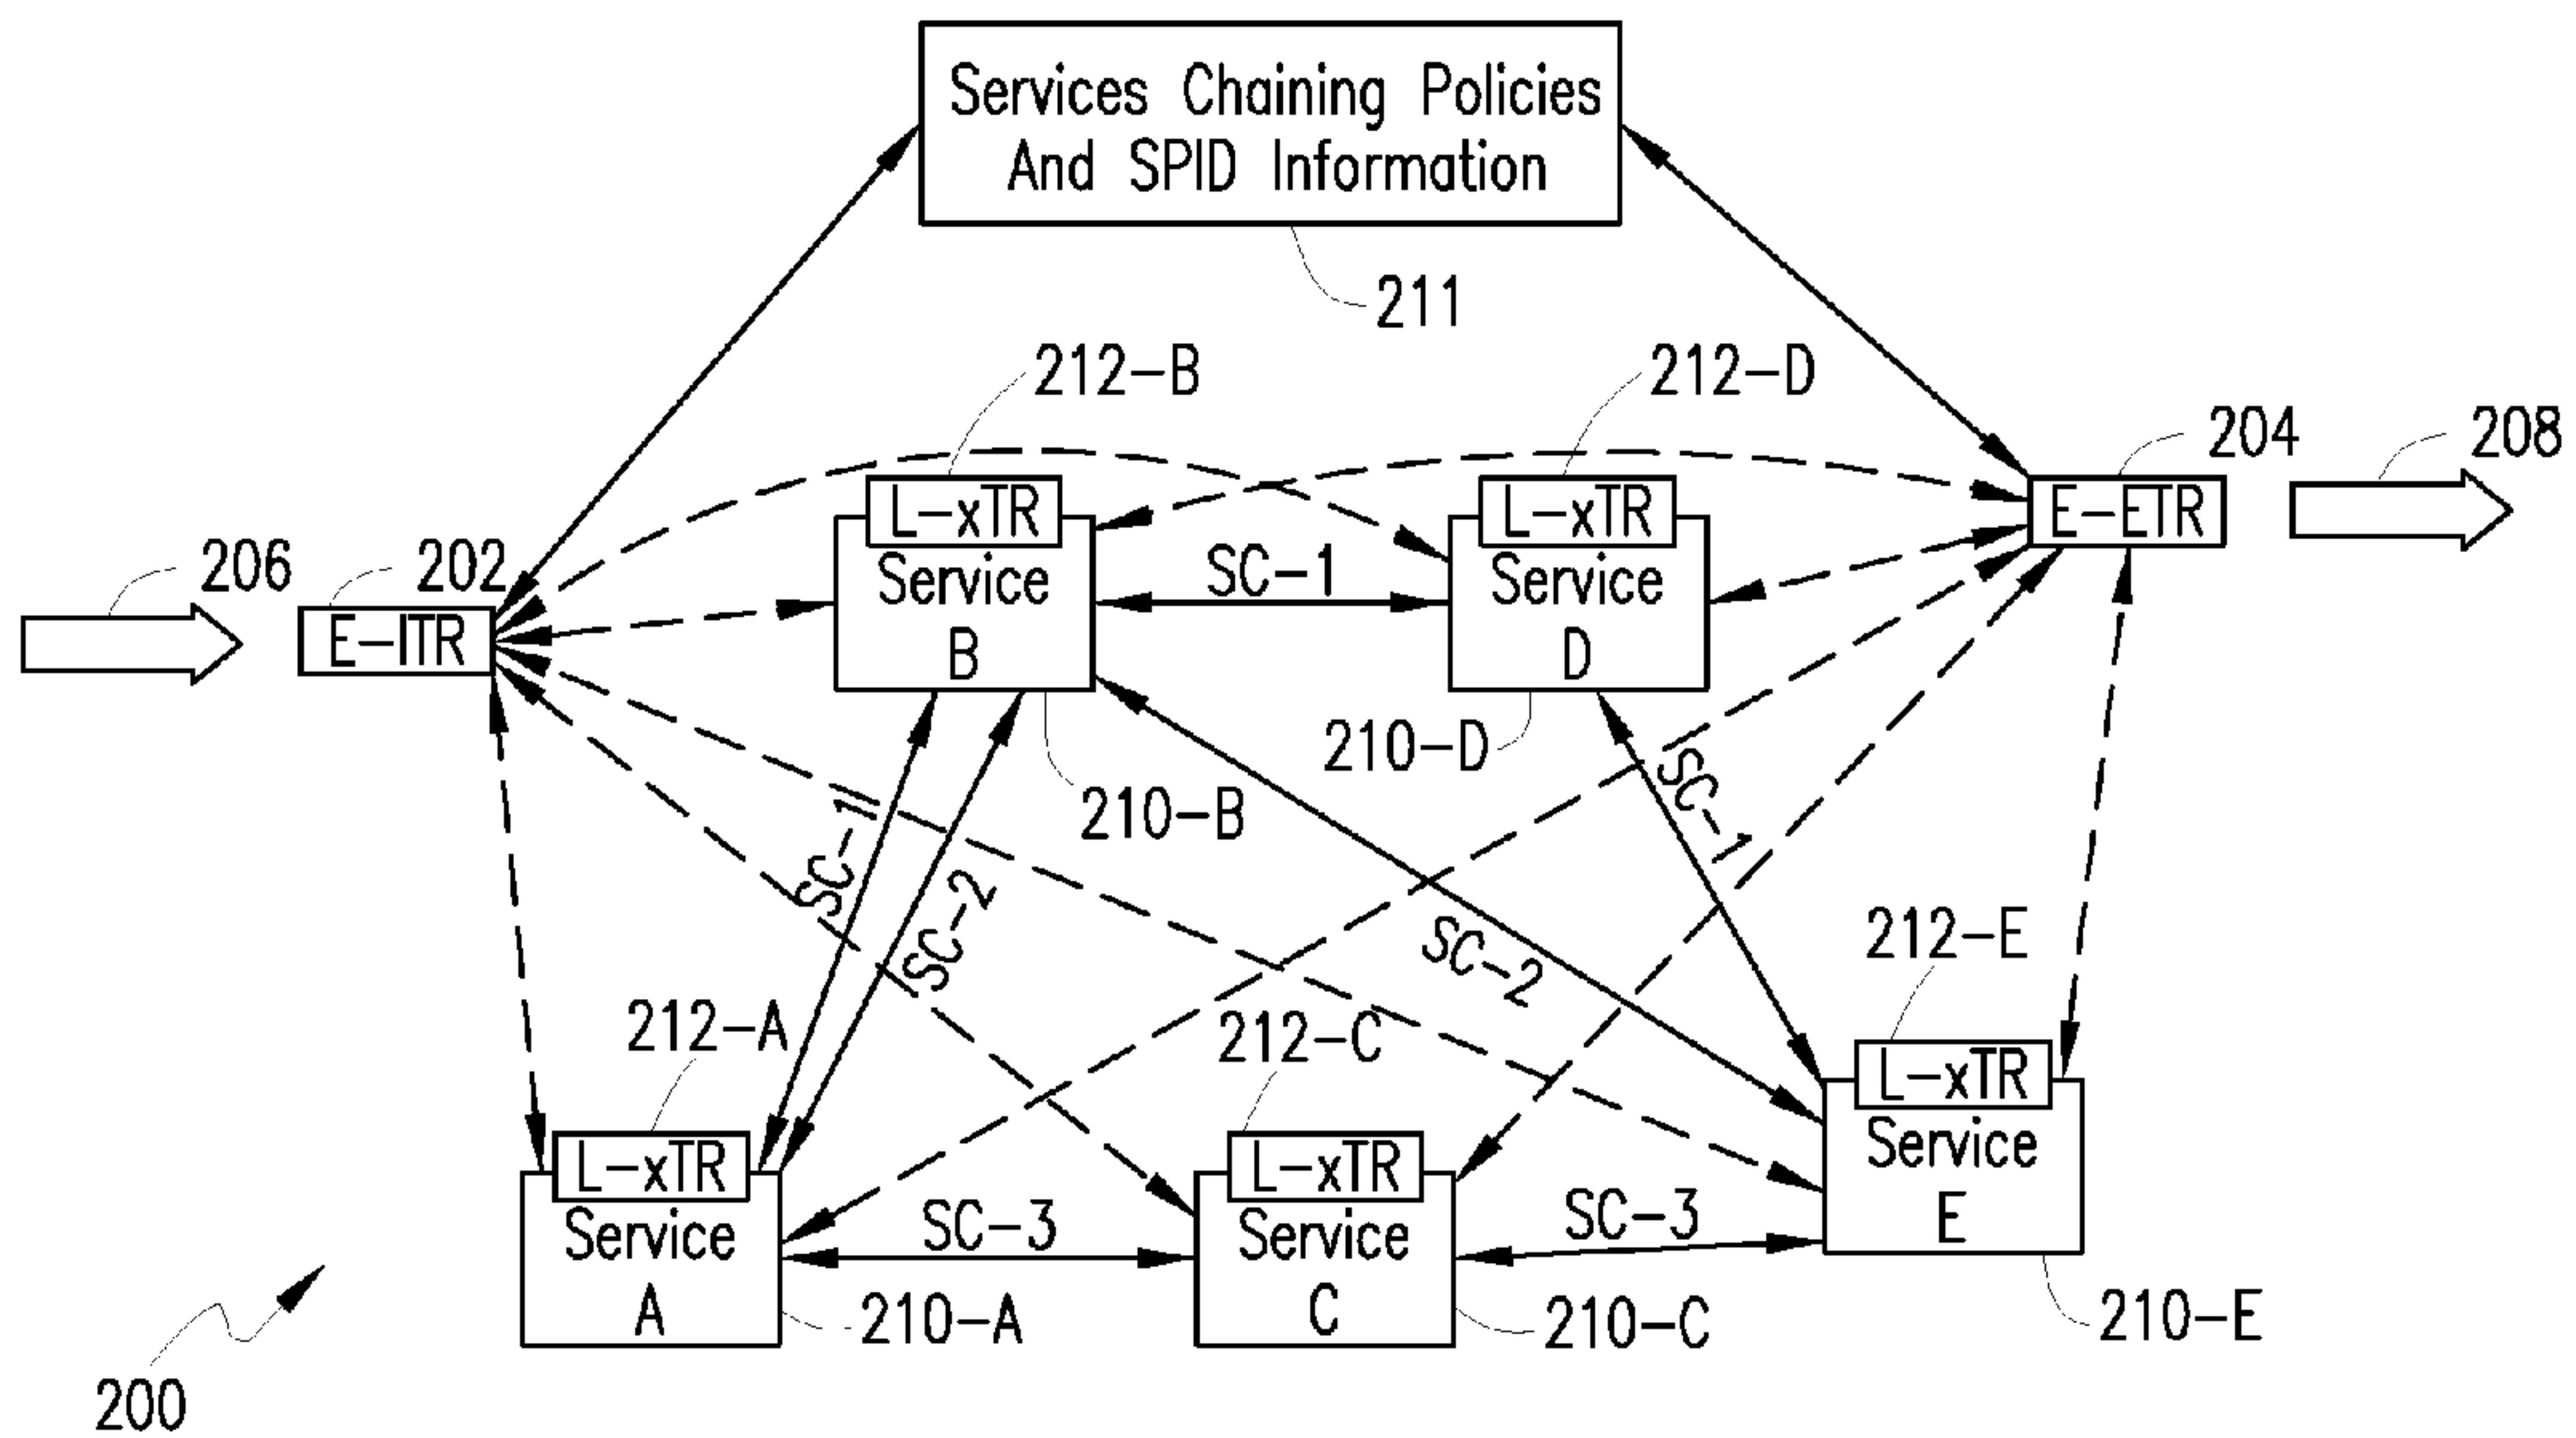 Services Chaining Policies
And SPID Information
211
212-B
212-D
204
208
L-xTR
L-xTR
E-ETR
206
202
SC-1
Service
B
Service
D
E-ITR
210-D
SC-1
210-B
SC-1
SC-2
SC-2
212-E
212-A
212-C
L-xTR
Service
E
L-xTR
Service
A
L-xTR
Service
C
SC-3
SC-3
210-A
210-C
210-E
200